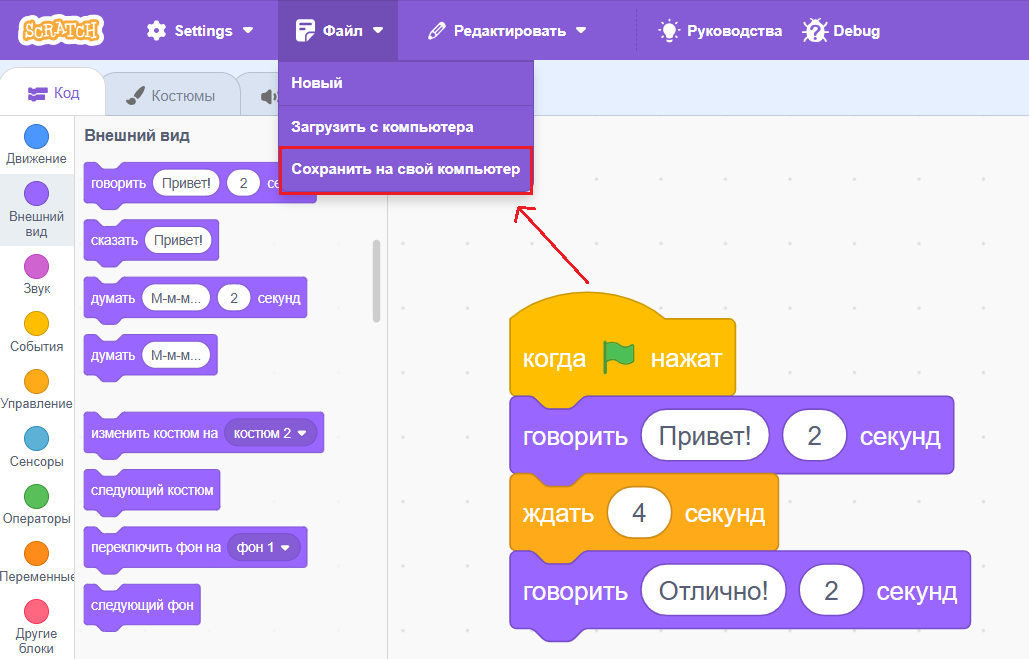 SCRATCH
Settings
Файл
Редактировать
Руководства
Debug
Новый
Загрузить с компьютера
Сохранить на свой компьютер
Код
Костюмы
Движение
Внешний
вид
Звук
События
Управление
Сенсоры
Операторы
Переменные
Другие
блоки
Внешний вид
говорить Привет! 2 се
сказать Привет!
думать М-м-м... 2 секунд
думать М-м-м...
изменить костюм на костюм 2
следующий костюм
переключить фон на фон 1
следующий фон
когда нажат
говорить Привет! 2 секунд
ждать 4 секунд
говорить Отлично! 2 секунд